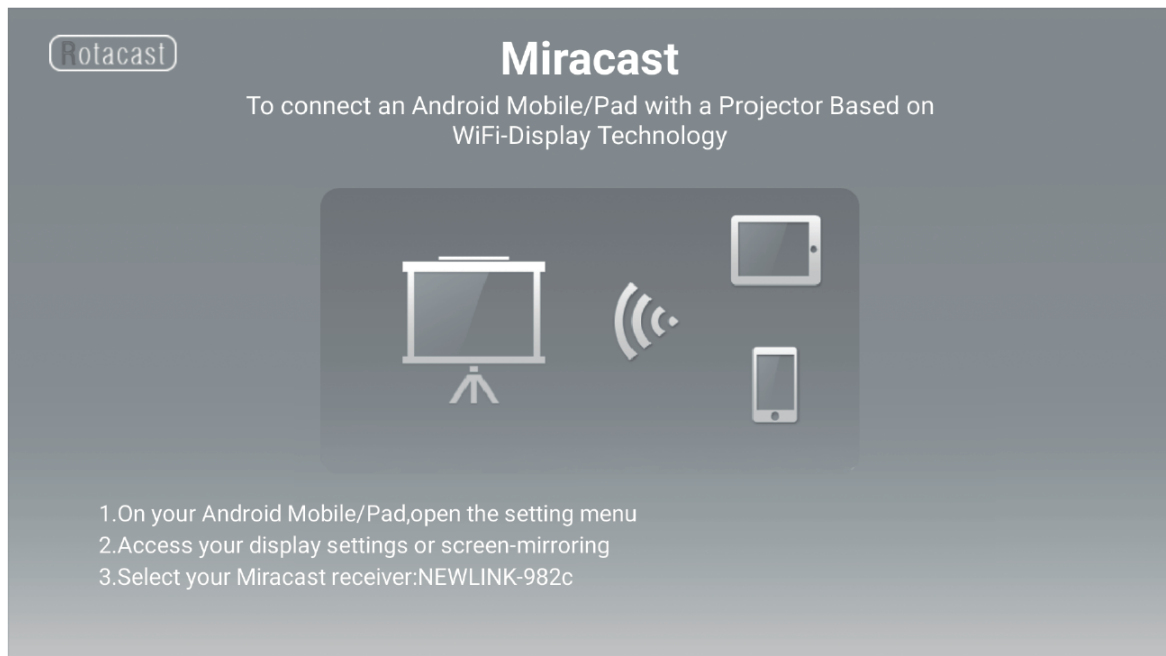 Rotacast
Miracast
To connect an Android Mobile/Pad with a Projector Based on
WiFi-Display Technology
1.On your Android Mobile/Pad,open the setting menu
2.Access your display settings or screen-mirroring
3.Select your Miracast receiver:NEWLINK-982c